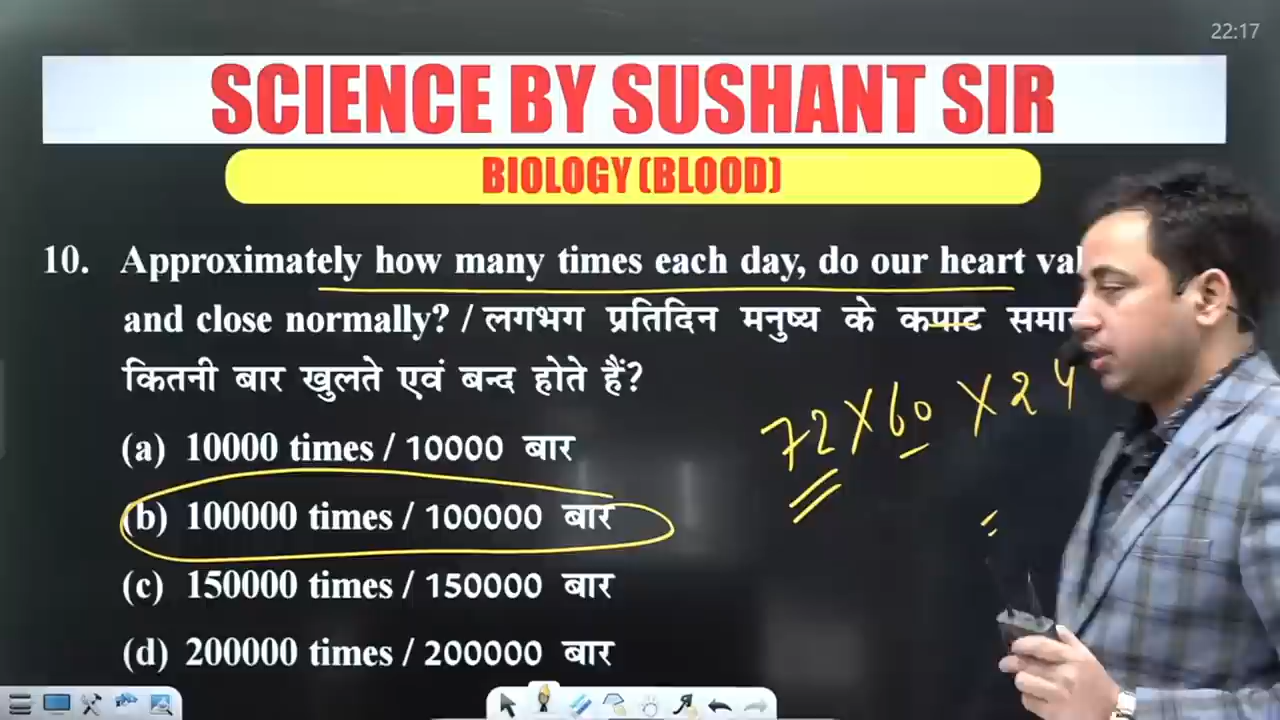 22:17
SCIENCE BY SUSHANT SIR
BIOLOGY (BLOOD)
10. Approximately how many times each day, do our heart
and close normally? / लगभग प्रतिदिन मनुष्य के कपाट
कितनी बार खुलते एवं बन्द होते हैं?
72 X 60 X 24
(a) 10000 times / 10000 बार
(b) 100000 times / 100000 बार
=
(c) 150000 times / 150000 बार
(d) 200000 times / 200000 बार